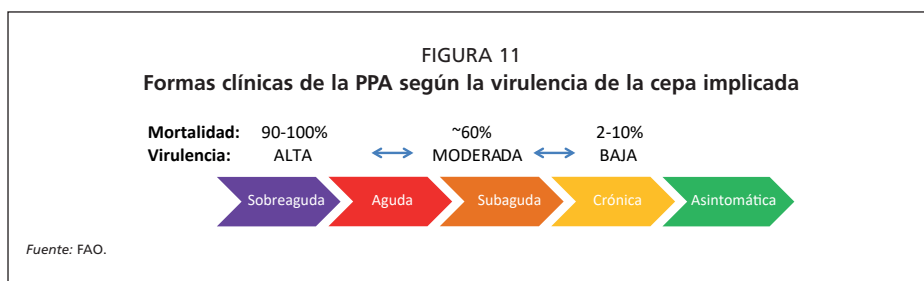 FIGURA 11
Formas clínicas de la PPA según la virulencia de la cepa implicada
Mortalidad: 90-100% ~60% 2-10%
Virulencia: ALTA MODERADA BAJA
Sobreaguda Aguda Subaguda Crónica Asintomática
Fuente: FAO.